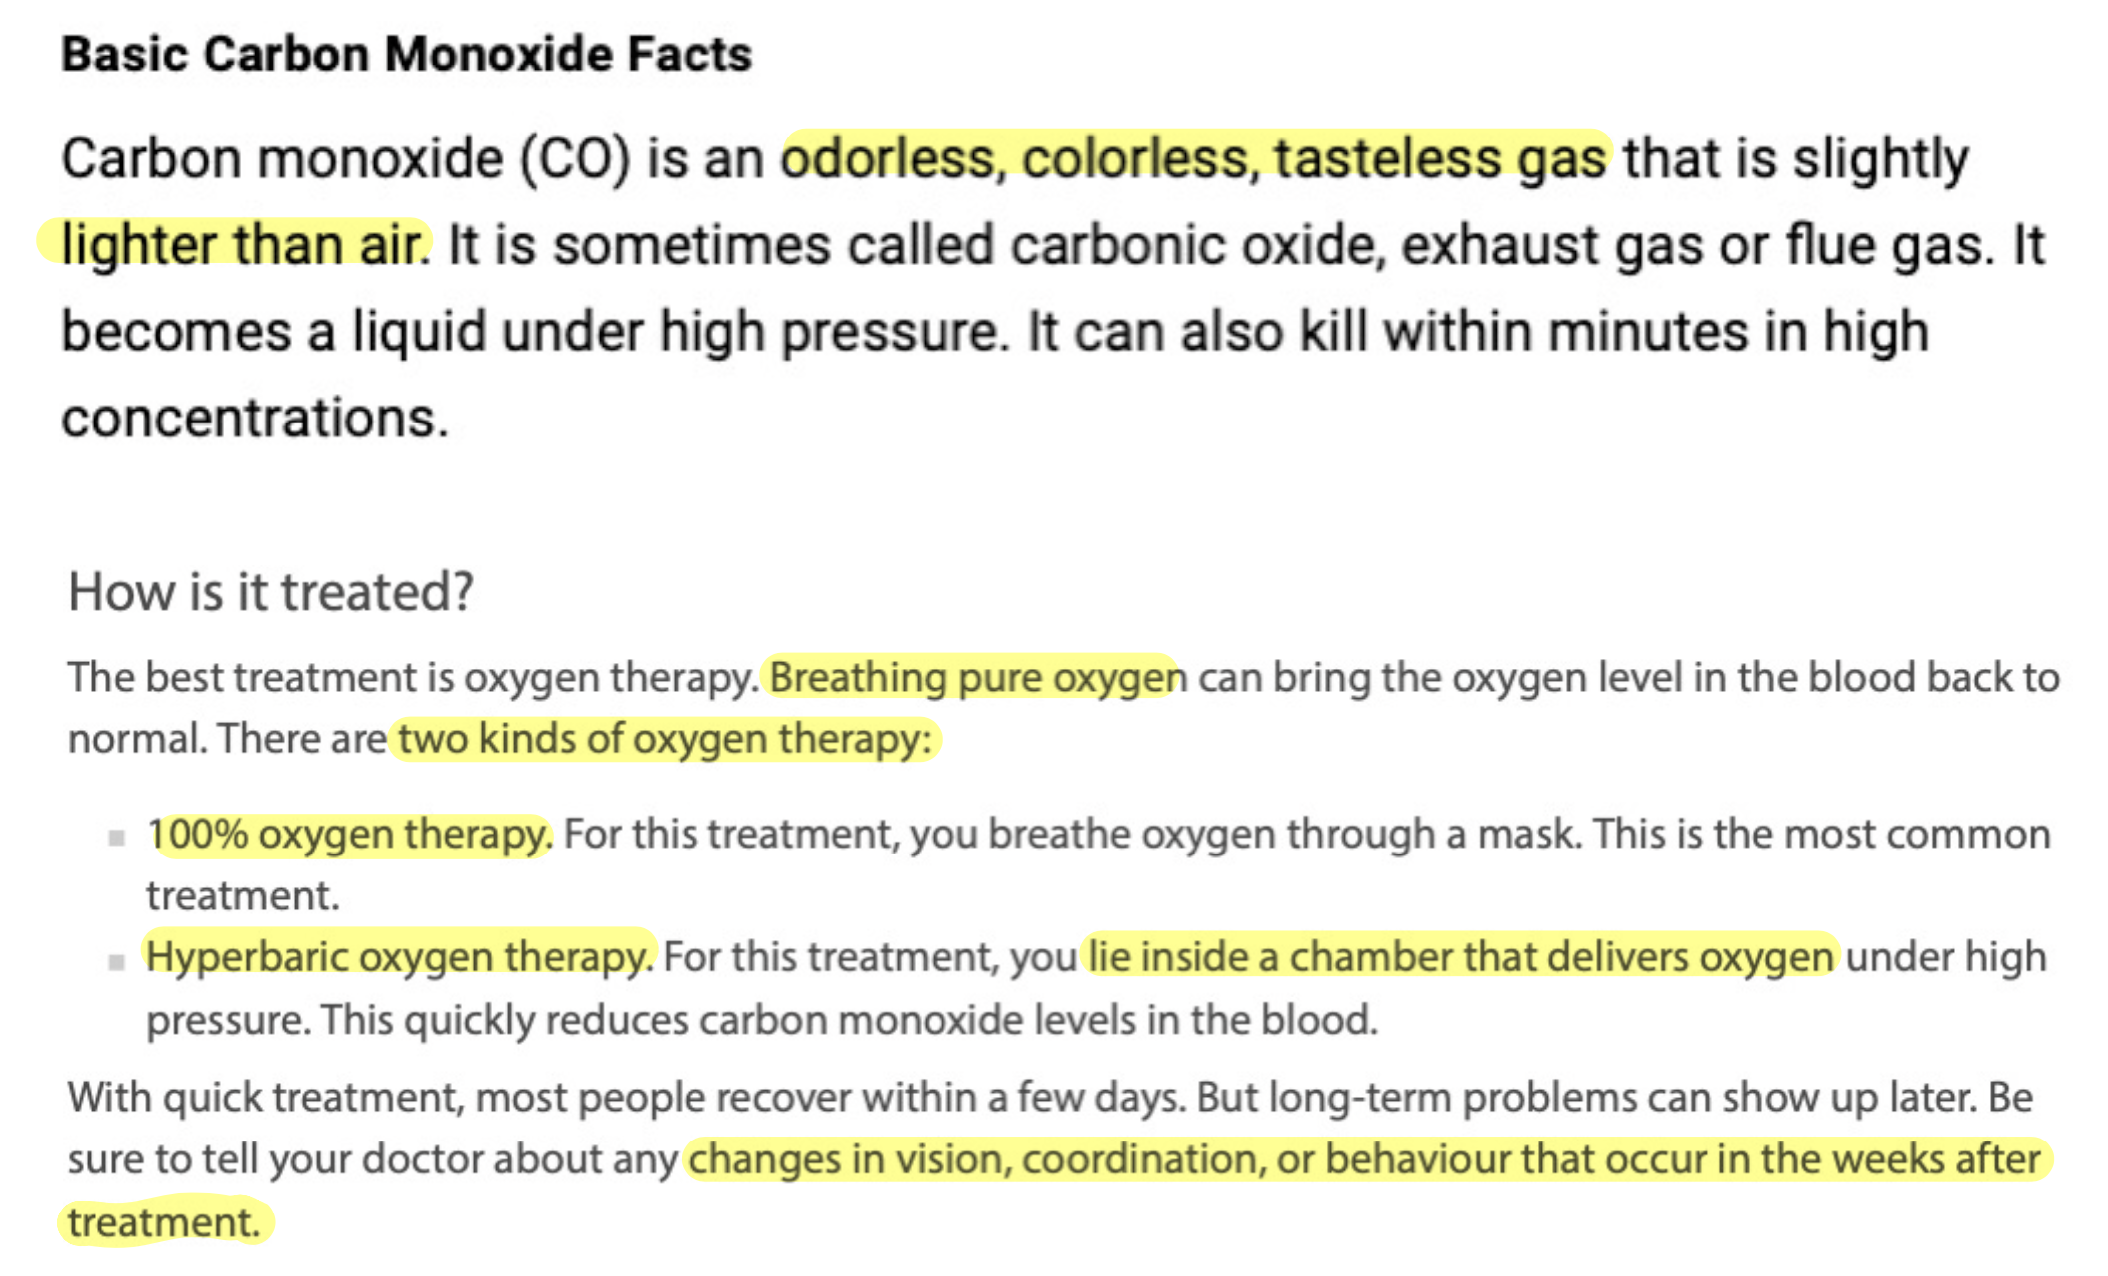 Basic Carbon Monoxide Facts
Carbon monoxide (CO) is an odorless, colorless, tasteless gas that is slightly
lighter than air. It is sometimes called carbonic oxide, exhaust gas or flue gas. It
becomes a liquid under high pressure. It can also kill within minutes in high
concentrations.
How is it treated?
The best treatment is oxygen therapy. Breathing pure oxygen can bring the oxygen level in the blood back to
normal. There are two kinds of oxygen therapy:
100% oxygen therapy. For this treatment, you breathe oxygen through a mask. This is the most common
treatment.
Hyperbaric oxygen therapy. For this treatment, you lie inside a chamber that delivers oxygen under high
pressure. This quickly reduces carbon monoxide levels in the blood.
With quick treatment, most people recover within a few days. But long-term problems can show up later. Be
sure to tell your doctor about any changes in vision, coordination, or behaviour that occur in the weeks after
treatment.